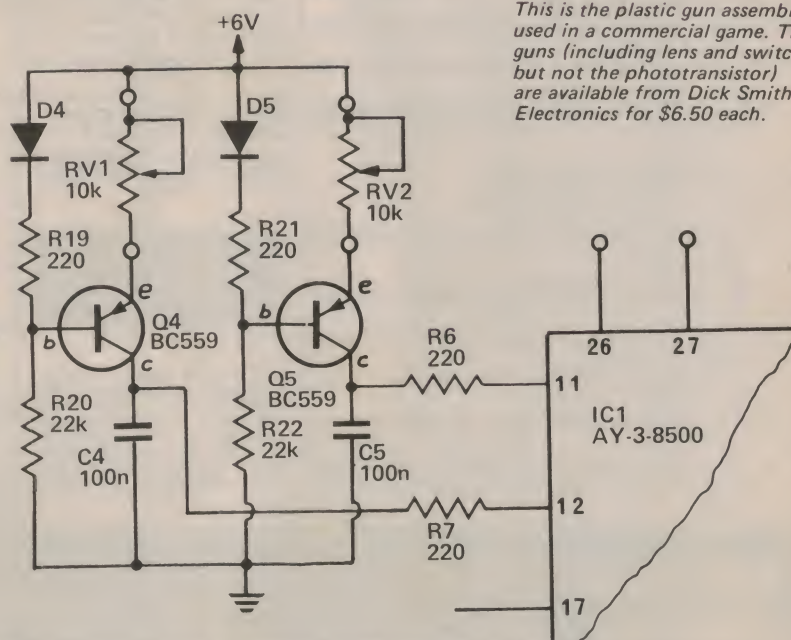 This is the plastic gun assembl
used in a commercial game. T
guns (including lens and switc
but not the phototransistor)
are available from Dick Smith
Electronics for $6.50 each.
+6V
D4
D5
RV1
10k
RV2
10k
R19
220
R21
220
e
e
b
Q4
BC559
c
b
Q5
BC559
c
R6
220
26
27
11
IC1
AY-3-8500
R20
22k
C4
100n
R22
22k
C5
100n
12
R7
220
17